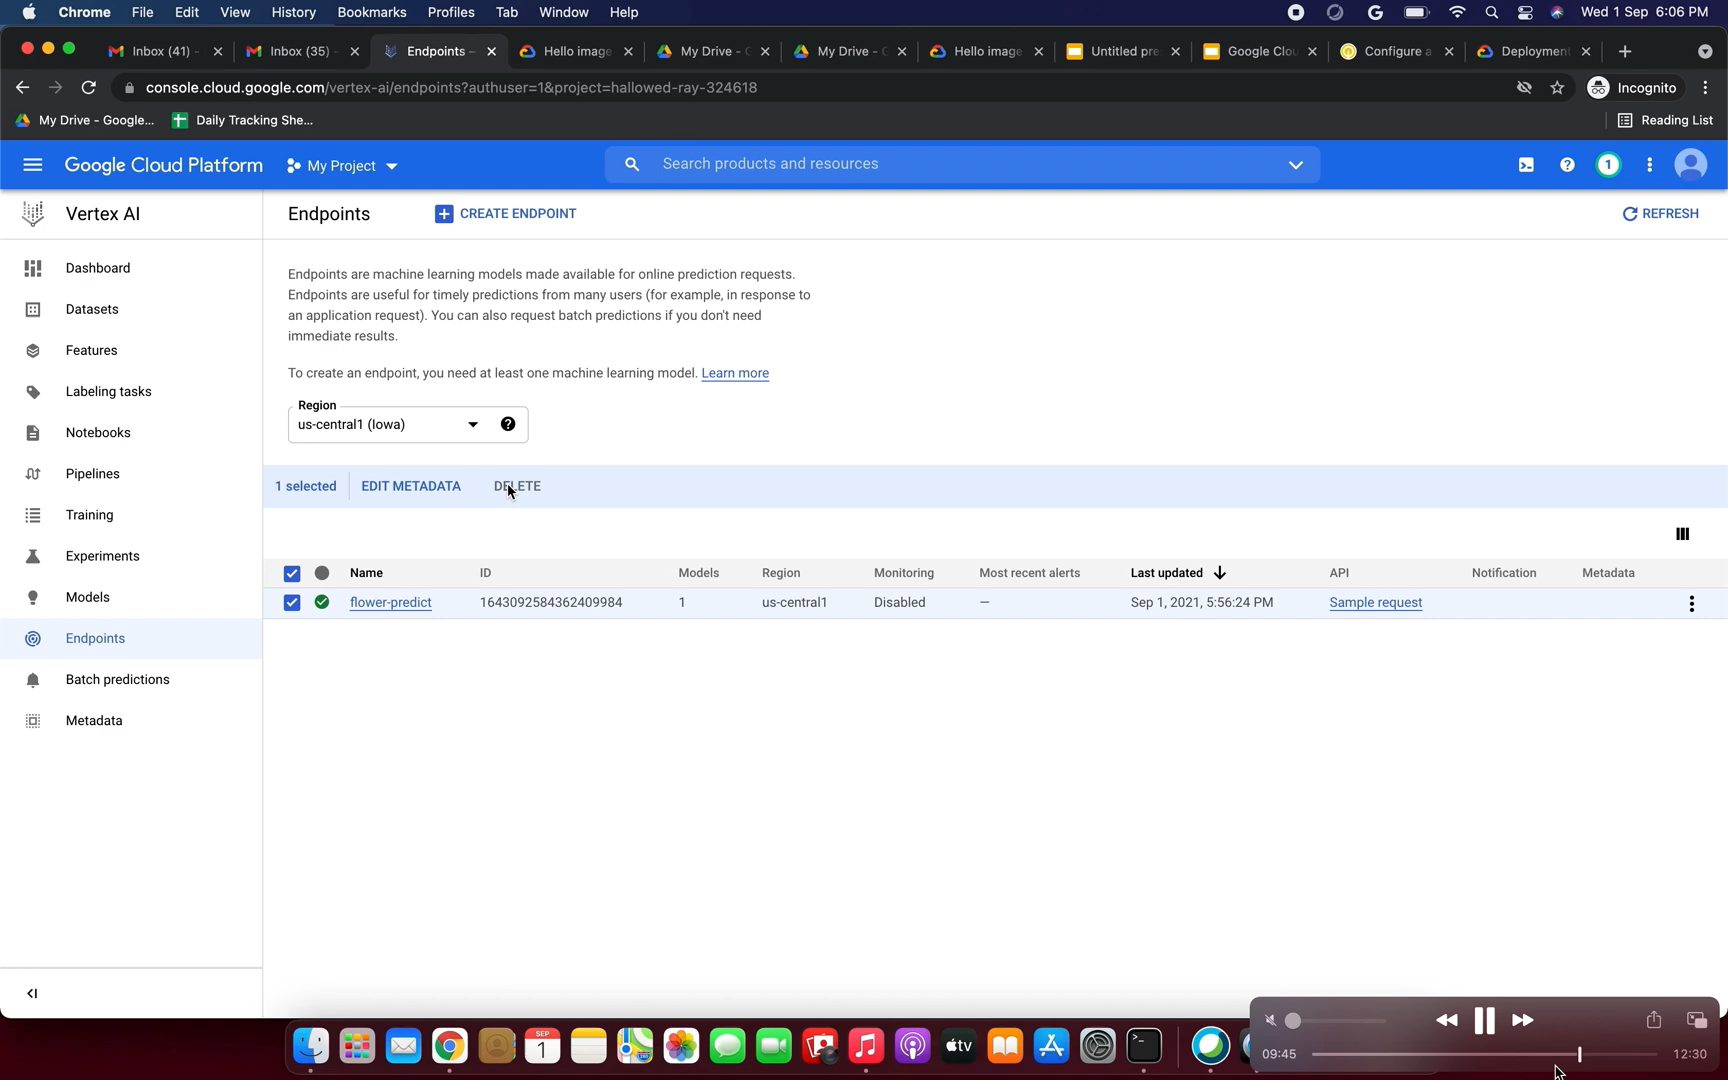 Chrome File Edit View History Bookmarks Profiles Tab Window Help Wed 1 Sep 6:06 PM
Inbox (41) - Inbox (35) - Endpoints – Hello image My Drive - G My Drive - G Hello image Untitled pre Google Clou Configure a Deployment
console.cloud.google.com/vertex-ai/endpoints?authuser=1&project=hallowed-ray-324618 Incognito
My Drive - Google... Daily Tracking She... Reading List
Google Cloud Platform My Project Search products and resources 1
Vertex AI Endpoints CREATE ENDPOINT REFRESH
Dashboard
Datasets
Features
Labeling tasks
Notebooks
Pipelines
Training
Experiments
Models
Endpoints
Batch predictions
Metadata
Endpoints are machine learning models made available for online prediction requests.
Endpoints are useful for timely predictions from many users (for example, in response to
an application request). You can also request batch predictions if you don't need
immediate results.
To create an endpoint, you need at least one machine learning model. Learn more
Region
us-central1 (Iowa)
1 selected EDIT METADATA DELETE
Name ID Models Region Monitoring Most recent alerts Last updated API Notification Metadata
flower-predict 1643092584362409984 1 us-central1 Disabled — Sep 1, 2021, 5:56:24 PM Sample request
SEP
1
tv
09:45 12:30